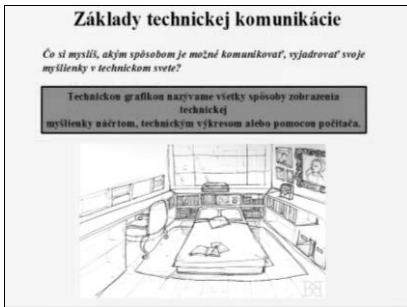 Základy technickej komunikácie
Čo si myslíš, akým spôsobom je možné komunikovať, vyjadrovať svoje
myšlienky v technickom svete?
Technickou grafikou nazývame všetky spôsoby zobrazenia
technickej
myšlienky náčrtom, technickým výkresom alebo pomocou počítača.